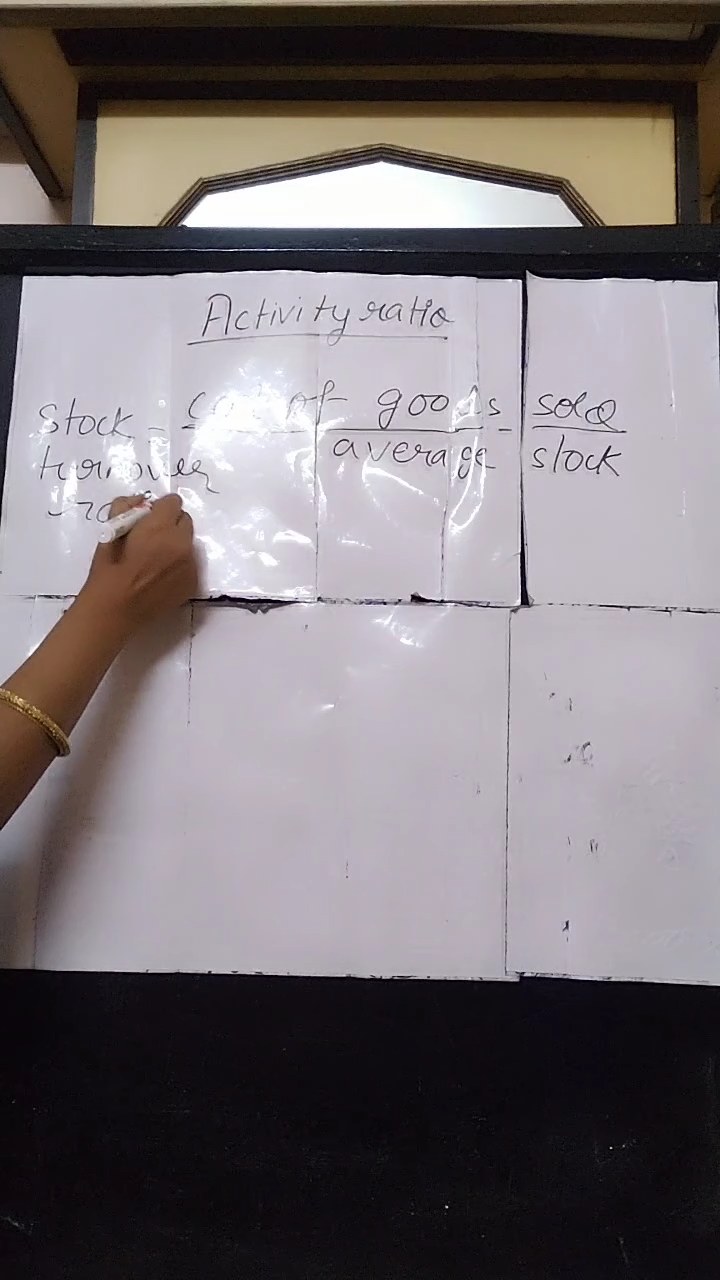 Activity ratio
Stock = cost of goods sold
turnover average stock